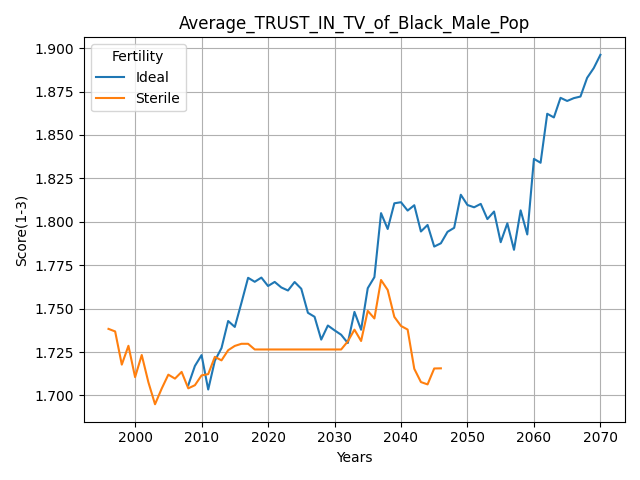 Average_TRUST_IN_TV_of_Black_Male_Pop
Fertility
Ideal
Sterile
Score(1-3)
1.900
1.875
1.850
1.825
1.800
1.775
1.750
1.725
1.700
2000 2010 2020 2030 2040 2050 2060 2070
Years